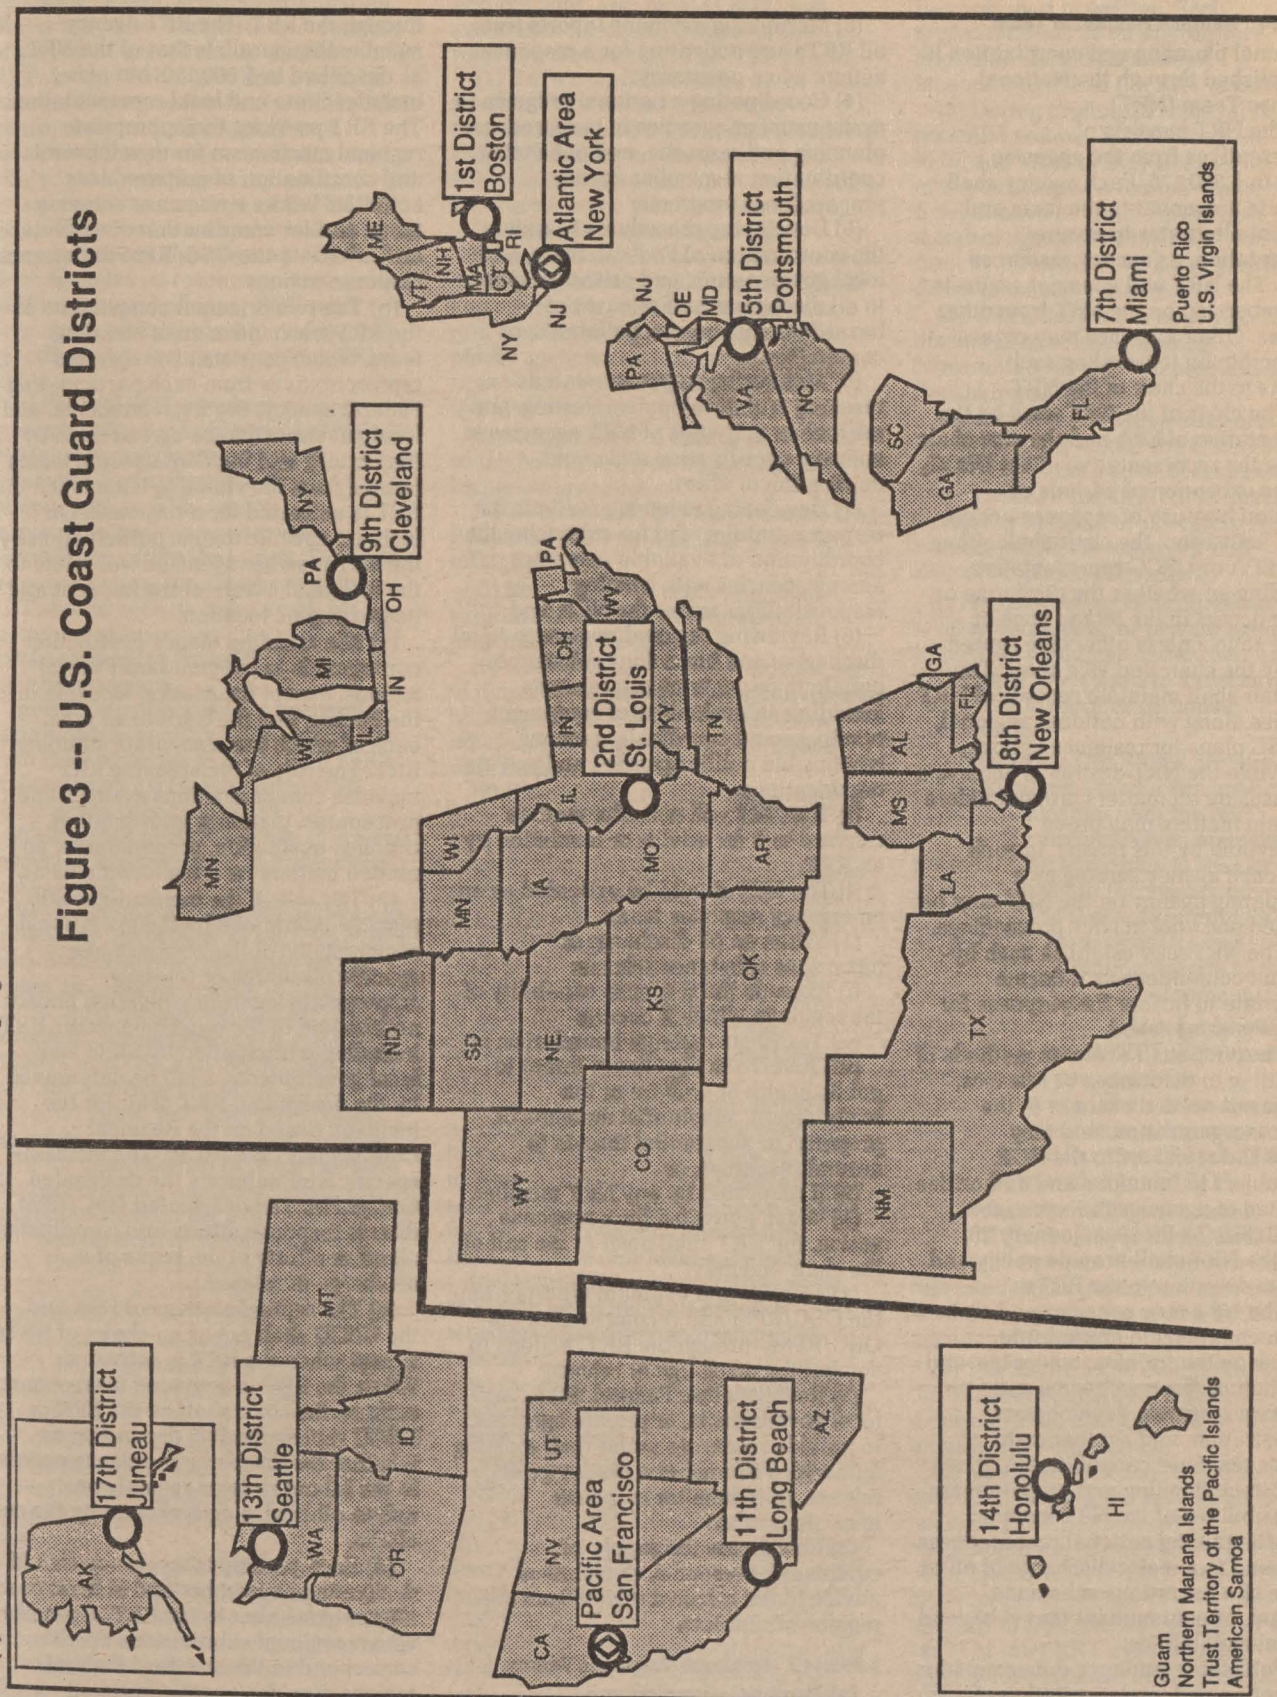 Figure 3 -- U.S. Coast Guard Districts
17th District
Juneau
AK
13th District
Seattle
WA
OR
ID
MT
Pacific Area
San Francisco
CA
NV
UT
AZ
11th District
Long Beach
14th District
Honolulu
HI
Guam
Northern Mariana Islands
Trust Territory of the Pacific Islands
American Samoa
MN
WI
IL
MI
IN
OH
PA
NY
9th District
Cleveland
ND
SD
NE
KS
OK
WY
CO
MN
WI
IA
MO
AR
IL
IN
OH
PA
WV
KY
TN
2nd District
St. Louis
NM
TX
LA
MS
AL
GA
FL
8th District
New Orleans
ME
VT
NH
MA
CT
RI
NY
NJ
1st District
Boston
Atlantic Area
New York
PA
NJ
DE
MD
VA
NC
5th District
Portsmouth
SC
GA
FL
7th District
Miami
Puerto Rico
U.S. Virgin Islands